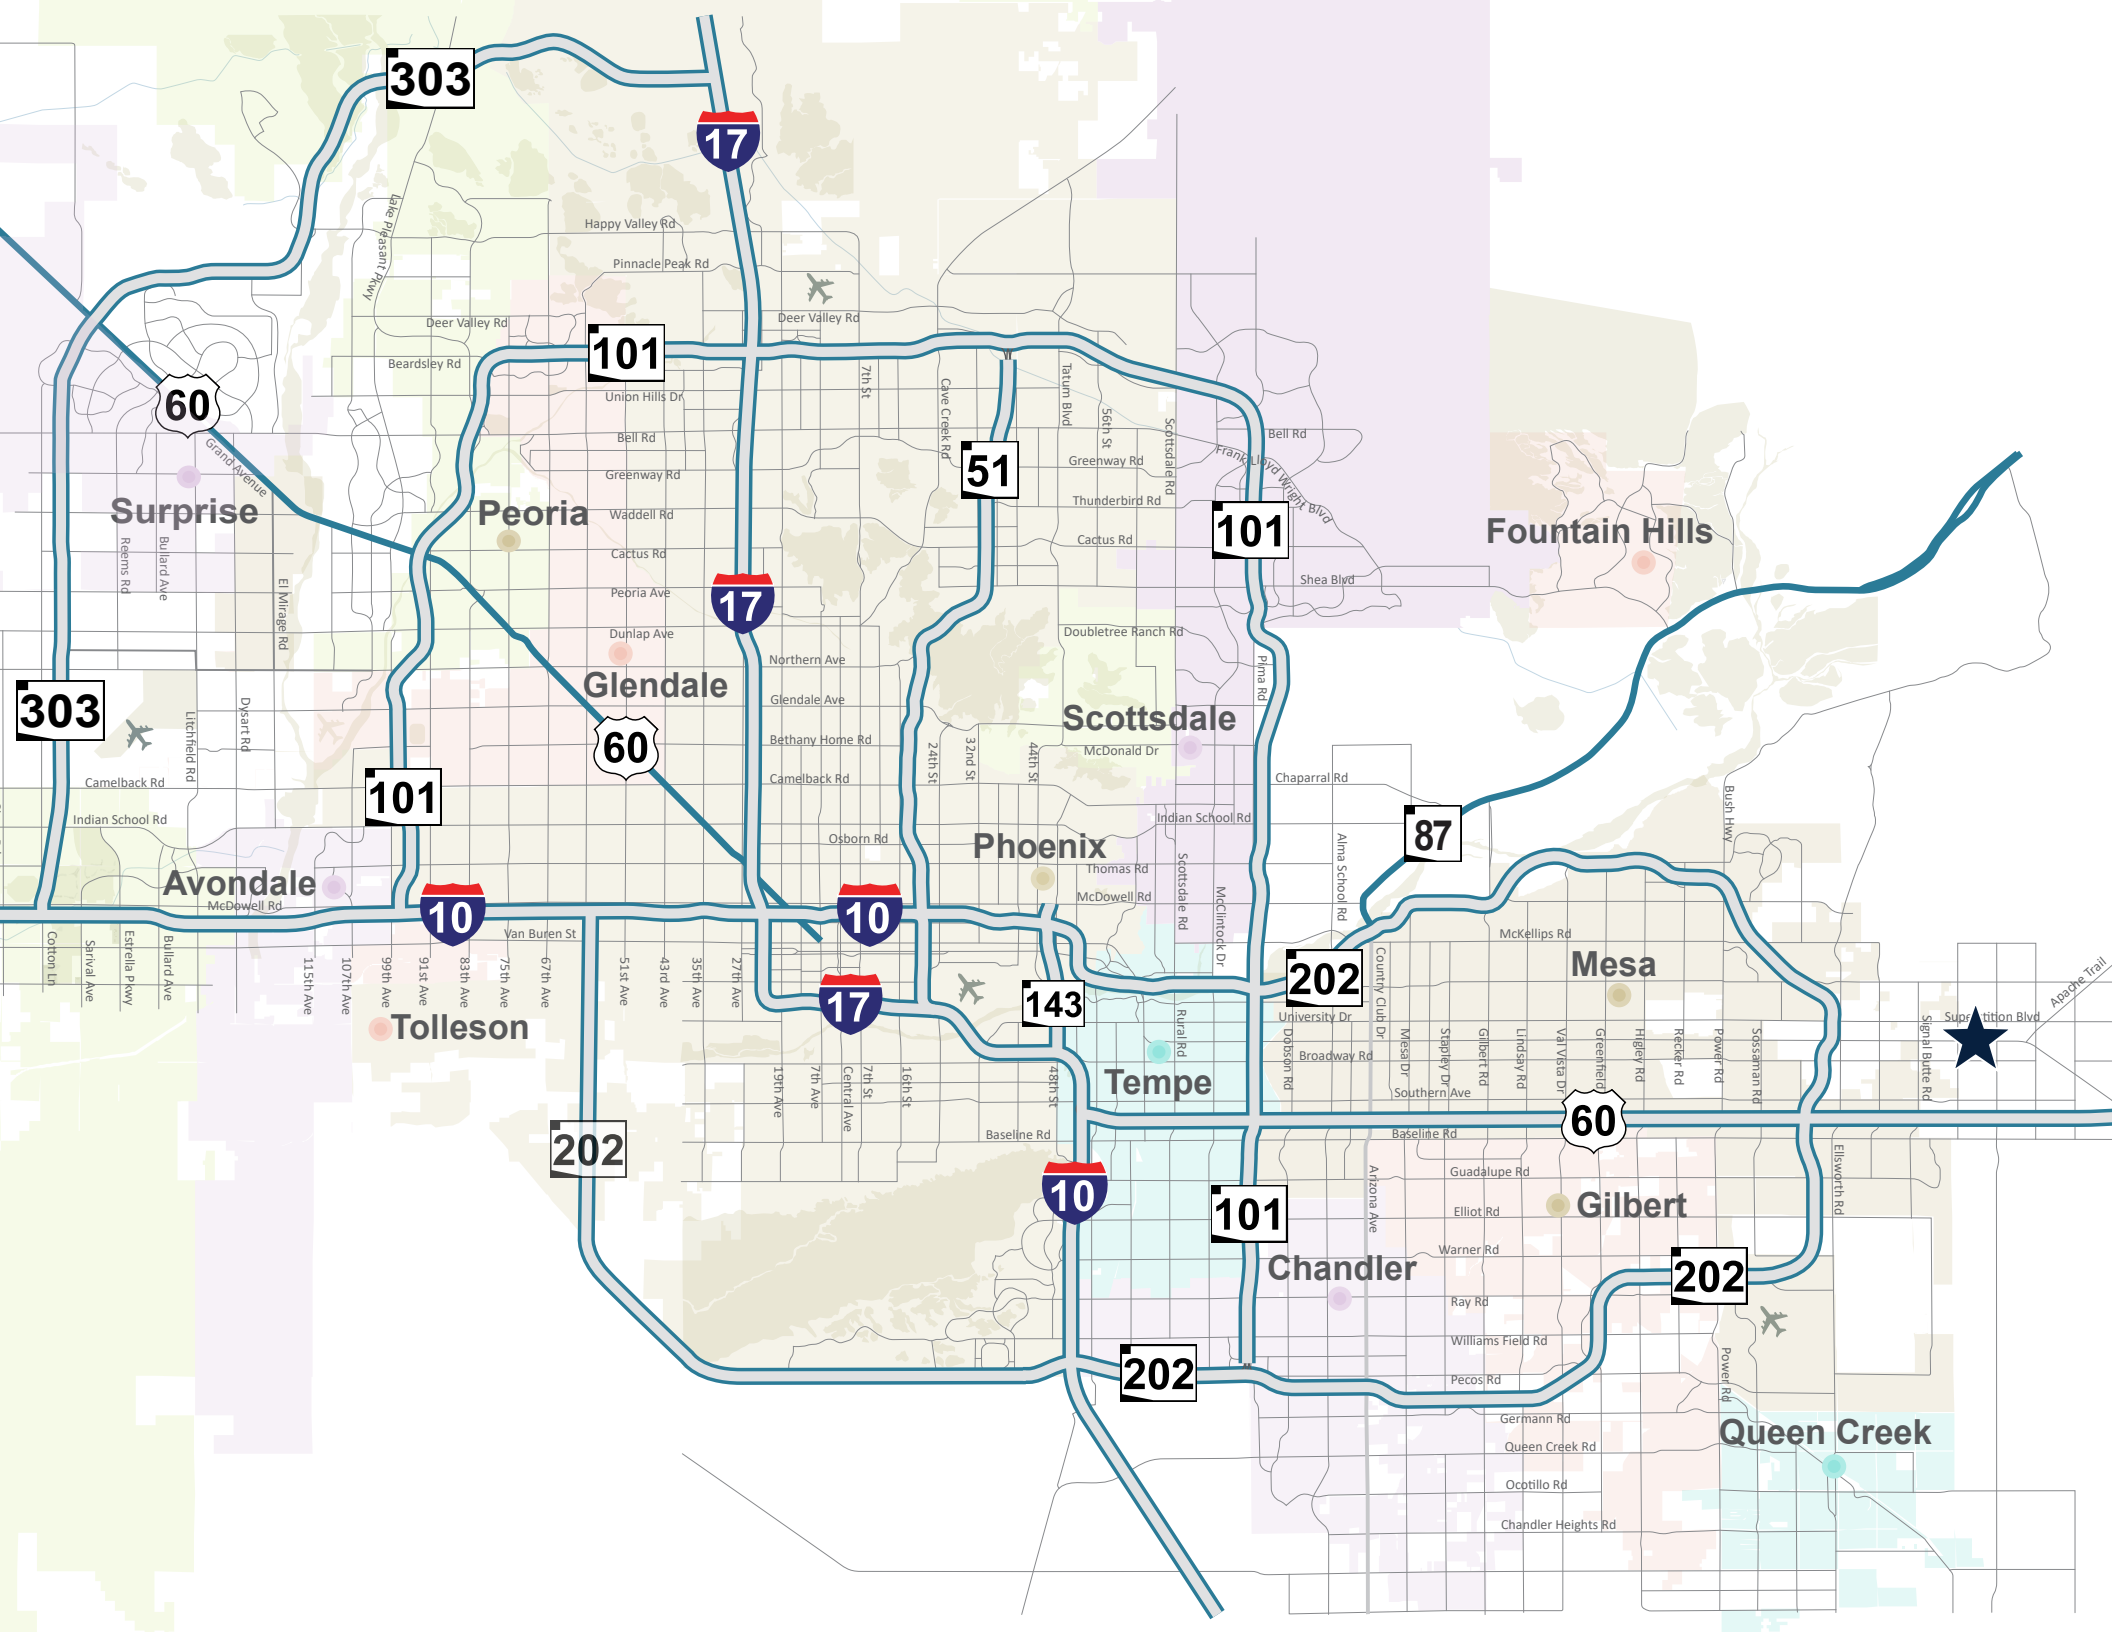 303
17
Lake Pleasant Pkwy
Happy Valley Rd
Pinnacle Peak Rd
Deer Valley Rd
Deer Valley Rd
Beardsley Rd
101
60
Grand Avenue
Union Hills Dr
7th St
Cave Creek Rd
Tatum Blvd
56th St
Scottsdale Rd
Bell Rd
Bell Rd
Frank Lloyd Wright Blvd
Greenway Rd
Greenway Rd
51
Thunderbird Rd
101
Surprise
Peoria
Waddell Rd
Fountain Hills
Cactus Rd
Cactus Rd
Reems Rd
Bullard Ave
El Mirage Rd
17
Peoria Ave
Shea Blvd
Dunlap Ave
Doubletree Ranch Rd
Northern Ave
Pima Rd
Glendale
Glendale Ave
303
Scottsdale
Litchfield Rd
Dysart Rd
60
Bethany Home Rd
24th St
32nd St
44th St
McDonald Dr
Camelback Rd
Camelback Rd
Chaparral Rd
101
Indian School Rd
Indian School Rd
Bush Hwy
87
Osborn Rd
Phoenix
Alma School Rd
Thomas Rd
Scottsdale Rd
McClintock Dr
Avondale
McDowell Rd
McDowell Rd
10
10
Van Buren St
McKellips Rd
Cotton Ln
Sarival Ave
Estrella Pkwy
Bullard Ave
115th Ave
107th Ave
99th Ave
91st Ave
83th Ave
75th Ave
67th Ave
51st Ave
43rd Ave
35th Ave
27th Ave
Country Club Dr
Mesa
202
Apache Trail
17
143
Tolleson
University Dr
Superstition Blvd
Rural Rd
Dobson Rd
Broadway Rd
Mesa Dr
Stapley Dr
Gilbert Rd
Lindsay Rd
Val Vista Dr
Greenfield
Higley Rd
Recker Rd
Power Rd
Sossaman Rd
Signal Butte Rd
Tempe
19th Ave
7th Ave
Central Ave
7th St
16th St
48th St
Southern Ave
60
202
Baseline Rd
Baseline Rd
Ellsworth Rd
Guadalupe Rd
Arizona Ave
10
101
Gilbert
Elliot Rd
Warner Rd
Chandler
202
Ray Rd
Williams Field Rd
202
Pecos Rd
Power Rd
Germann Rd
Queen Creek
Queen Creek Rd
Ocotillo Rd
Chandler Heights Rd